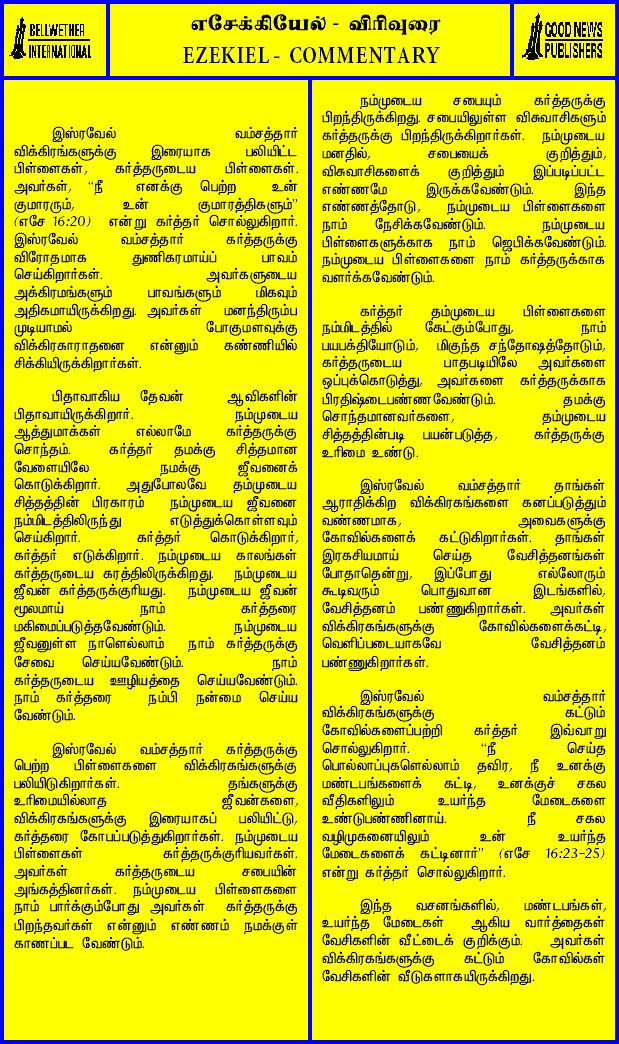 BELLWETHER
INTERNATIONAL
எசேக்கியேல் - விரிவுரை
EZEKIEL - COMMENTARY
GOOD NEWS
PUBLISHERS
இஸ்ரவேல் வம்சத்தார்
விக்கிரகங்களுக்கு இரையாக பலியிட்ட
பிள்ளைகள், கர்த்தருடைய பிள்ளைகள்.
அவர்கள், “நீ எனக்கு பெற்ற உன்
குமாரரும், உன் குமாரத்திகளும்”
(எசே 16:20) என்று கர்த்தர் சொல்லுகிறார்.
இஸ்ரவேல் வம்சத்தார் கர்த்தருக்கு
விரோதமாக துணிகரமாய்ப் பாவம்
செய்கிறார்கள். அவர்களுடைய
அக்கிரமங்களும் பாவங்களும் மிகவும்
அதிகமாயிருக்கிறது. அவர்கள் மனந்திரும்ப
முடியாமல் போகுமளவுக்கு
விக்கிரகாராதனை என்னும் கண்ணியில்
சிக்கியிருக்கிறார்கள்.
பிதாவாகிய தேவன் ஆவிகளின்
பிதாவாயிருக்கிறார். நம்முடைய
ஆத்துமாக்கள் எல்லாமே கர்த்தருக்கு
சொந்தம். கர்த்தர் தமக்கு சித்தமான
வேளையிலே நமக்கு ஜீவனைக்
கொடுக்கிறார். அதுபோலவே தம்முடைய
சித்தத்தின் பிரகாரம் நம்முடைய ஜீவனை
நம்மிடத்திலிருந்து எடுத்துக்கொள்ளவும்
செய்கிறார். கர்த்தர் கொடுக்கிறார்,
கர்த்தர் எடுக்கிறார். நம்முடைய காலங்கள்
கர்த்தருடைய கரத்திலிருக்கிறது. நம்முடைய
ஜீவன் கர்த்தருக்குரியது. நம்முடைய ஜீவன்
மூலமாய் நாம் கர்த்தரை
மகிமைப்படுத்தவேண்டும். நம்முடைய
ஜீவனுள்ள நாளெல்லாம் நாம் கர்த்தருக்கு
சேவை செய்யவேண்டும். நாம்
கர்த்தருடைய ஊழியத்தை செய்யவேண்டும்.
நாம் கர்த்தரை நம்பி நன்மை செய்ய
வேண்டும்.
இஸ்ரவேல் வம்சத்தார் கர்த்தருக்கு
பெற்ற பிள்ளைகளை விக்கிரகங்களுக்கு
பலியிடுகிறார்கள். தங்களுக்கு
உரிமையில்லாத ஜீவன்களை,
விக்கிரகங்களுக்கு இரையாகப் பலியிட்டு,
கர்த்தரை கோபப்படுத்துகிறார்கள். நம்முடைய
பிள்ளைகள் கர்த்தருக்குரியவர்கள்.
அவர்கள் கர்த்தருடைய சபையின்
அங்கத்தினர்கள். நம்முடைய பிள்ளைகளை
நாம் பார்க்கும்போது அவர்கள் கர்த்தருக்கு
பிறந்தவர்கள் என்னும் எண்ணம் நமக்குள்
காணப்பட வேண்டும்.
நம்முடைய சபையும் கர்த்தருக்கு
பிறந்திருக்கிறது. சபையிலுள்ள விசுவாசிகளும்
கர்த்தருக்கு பிறந்திருக்கிறார்கள். நம்முடைய
மனதில், சபையைக் குறித்தும்,
விசுவாசிகளைக் குறித்தும் இப்படிப்பட்ட
எண்ணமே இருக்கவேண்டும். இந்த
எண்ணத்தோடு, நம்முடைய பிள்ளைகளை
நாம் நேசிக்கவேண்டும். நம்முடைய
பிள்ளைகளுக்காக நாம் ஜெபிக்கவேண்டும்.
நம்முடைய பிள்ளைகளை நாம் கர்த்தருக்காக
வளர்க்கவேண்டும்.
கர்த்தர் தம்முடைய பிள்ளைகளை
நம்மிடத்தில் கேட்கும்போது, நாம்
பயபக்தியோடும், மிகுந்த சந்தோஷத்தோடும்,
கர்த்தருடைய பாதபடியிலே அவர்களை
ஒப்புக்கொடுத்து, அவர்களை கர்த்தருக்காக
பிரதிஷ்டைபண்ணவேண்டும். தமக்கு
சொந்தமானவர்களை, தம்முடைய
சித்தத்தின்படி பயன்படுத்த, கர்த்தருக்கு
உரிமை உண்டு.
இஸ்ரவேல் வம்சத்தார் தாங்கள்
ஆராதிக்கிற விக்கிரகங்களை கனப்படுத்தும்
வண்ணமாக, அவைகளுக்கு
கோவில்களைக் கட்டுகிறார்கள். தாங்கள்
இரகசியமாய் செய்த வேசித்தனங்கள்
போதாதென்று, இப்போது எல்லோரும்
கூடிவரும் பொதுவான இடங்களில்,
வேசித்தனம் பண்ணுகிறார்கள். அவர்கள்
விக்கிரகங்களுக்கு கோவில்களைக்கட்டி,
வெளிப்படையாகவே வேசித்தனம்
பண்ணுகிறார்கள்.
இஸ்ரவேல் வம்சத்தார்
விக்கிரகங்களுக்கு கட்டும்
கோவில்களைப்பற்றி கர்த்தர் இவ்வாறு
சொல்லுகிறார். “நீ செய்த
பொல்லாப்புகளெல்லாம் தவிர, நீ உனக்கு
மண்டபங்களைக் கட்டி, உனக்குச் சகல
வீதிகளிலும் உயர்ந்த மேடைகளை
உண்டுபண்ணினாய். நீ சகல
வழிமுகனையிலும் உன் உயர்ந்த
மேடைகளைக் கட்டினார்” (எசே 16:23-25)
என்று கர்த்தர் சொல்லுகிறார்.
இந்த வசனங்களில், மண்டபங்கள்,
உயர்ந்த மேடைகள் ஆகிய வார்த்தைகள்
வேசிகளின் வீட்டைக் குறிக்கும். அவர்கள்
விக்கிரகங்களுக்கு கட்டும் கோவில்கள்
வேசிகளின் வீடுகளாகயிருக்கிறது.